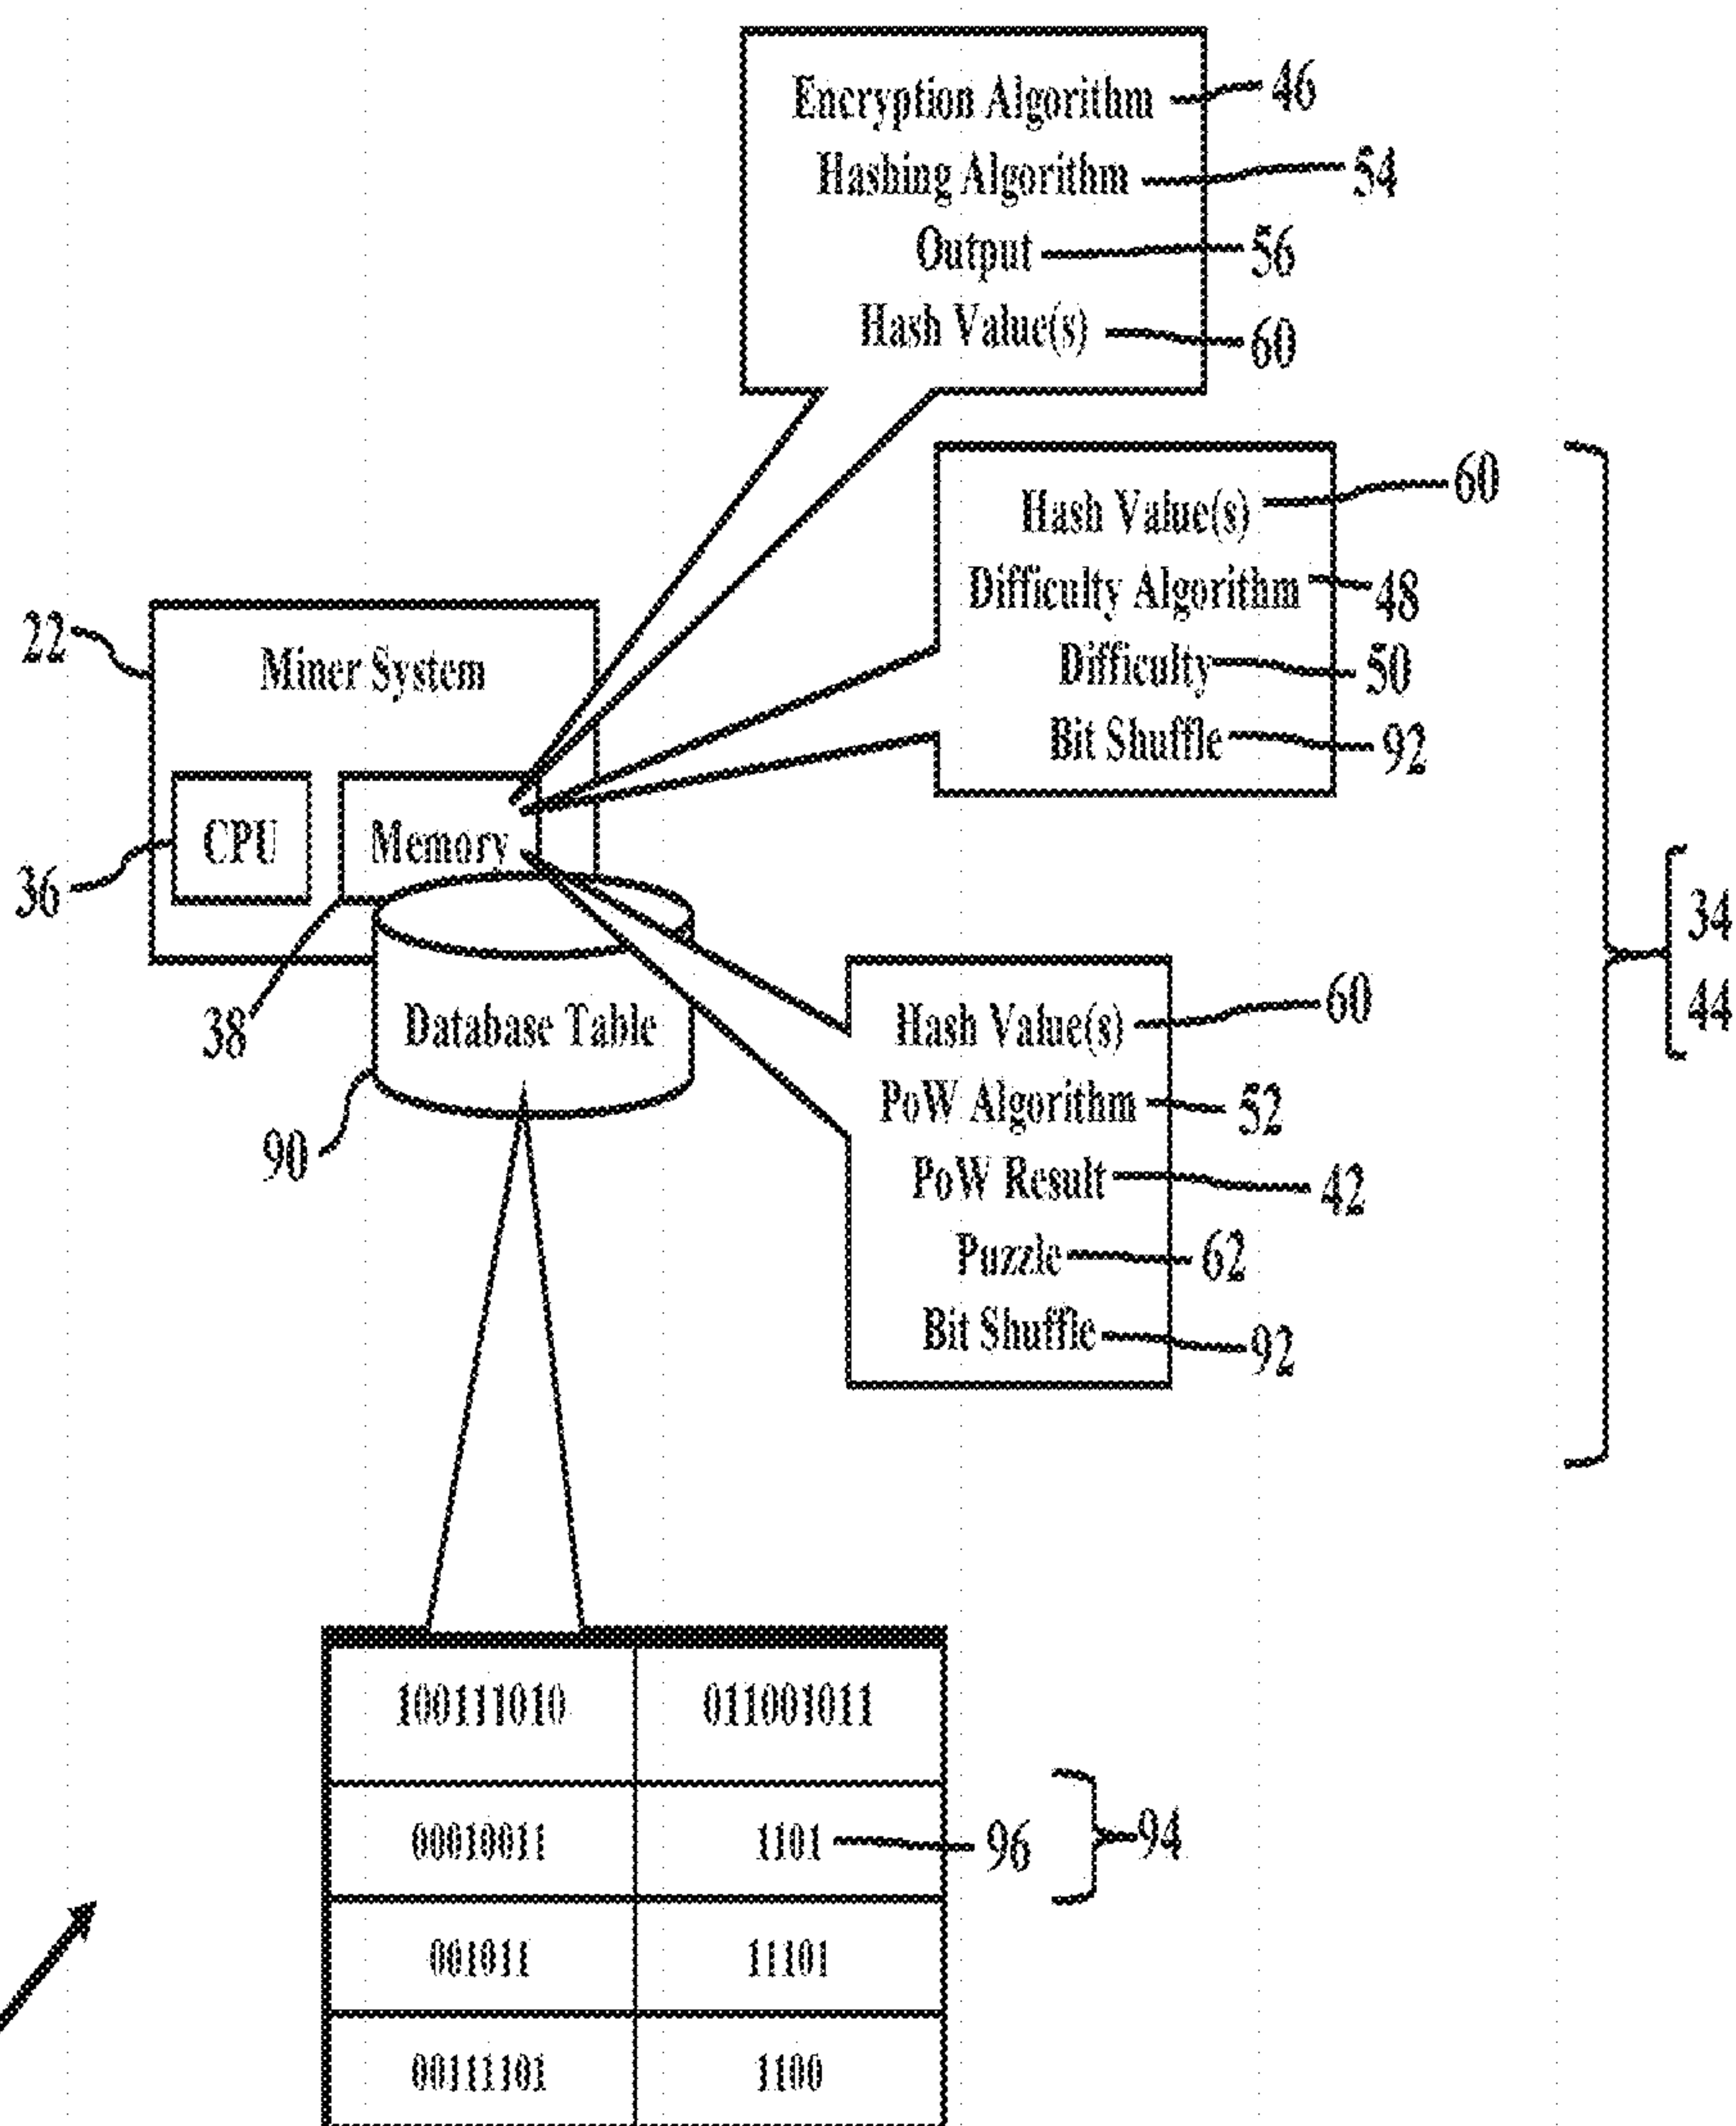 Encryption Algorithm 46
Hashing Algorithm 54
Output 56
Hash Value(s) 60
Hash Value(s) 60
Difficulty Algorithm 48
Difficulty 50
Bit Shuffle 92
22 Miner System
36 CPU
Memory
38
Database Table
90
34
44
Hash Value(s) 60
PoW Algorithm 52
PoW Result 42
Puzzle 62
Bit Shuffle 92
100111010 011001011
00010011 1101 96 94
001011 11101
00111101 1100